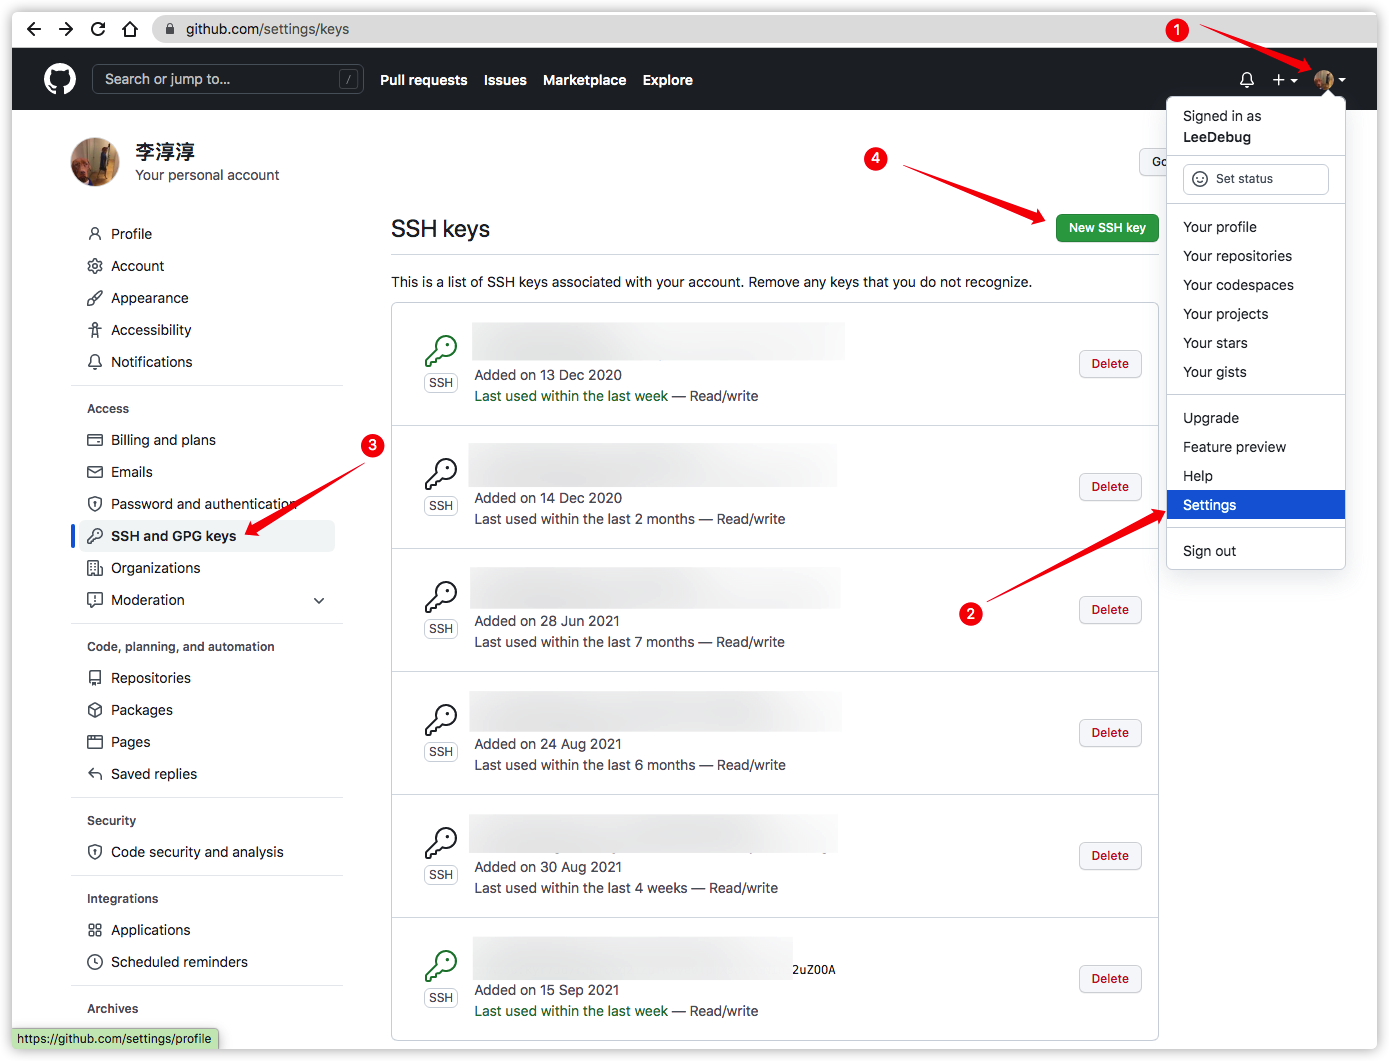 github.com/settings/keys
1
Search or jump to...
/
Pull requests
Issues
Marketplace
Explore
Signed in as
LeeDebug
Set status
Your profile
Your repositories
Your codespaces
Your projects
Your stars
Your gists
Upgrade
Feature preview
Help
Settings
Sign out
李淳淳
Your personal account
Go
4
Profile
Account
Appearance
Accessibility
Notifications
Access
Billing and plans
Emails
Password and authentication
SSH and GPG keys
Organizations
Moderation
3
Code, planning, and automation
Repositories
Packages
Pages
Saved replies
Security
Code security and analysis
Integrations
Applications
Scheduled reminders
Archives
SSH keys
New SSH key
This is a list of SSH keys associated with your account. Remove any keys that you do not recognize.
SSH
Added on 13 Dec 2020
Last used within the last week — Read/write
Delete
SSH
Added on 14 Dec 2020
Last used within the last 2 months — Read/write
Delete
2
SSH
Added on 28 Jun 2021
Last used within the last 7 months — Read/write
Delete
SSH
Added on 24 Aug 2021
Last used within the last 6 months — Read/write
Delete
SSH
Added on 30 Aug 2021
Last used within the last 4 weeks — Read/write
Delete
2uZO0A
SSH
Added on 15 Sep 2021
Last used within the last week — Read/write
Delete
https://github.com/settings/profile